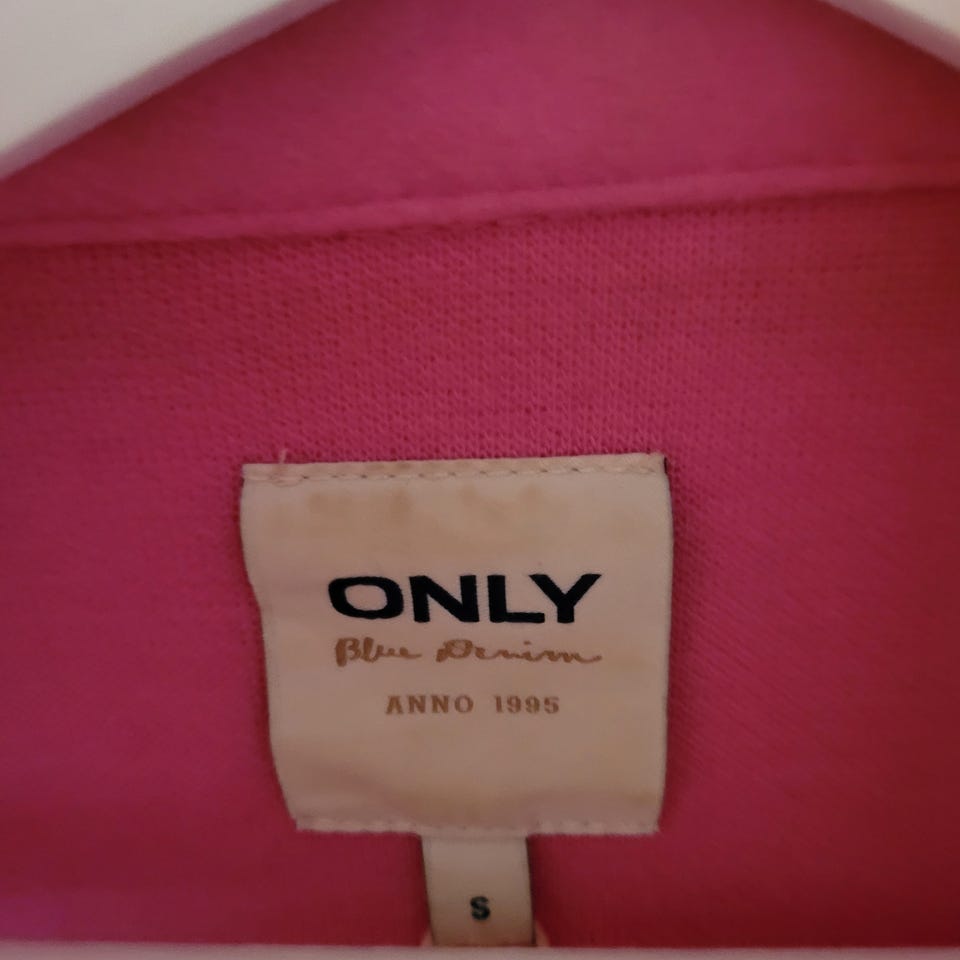 ONLY
Blue Denim
ANNO 1995
S